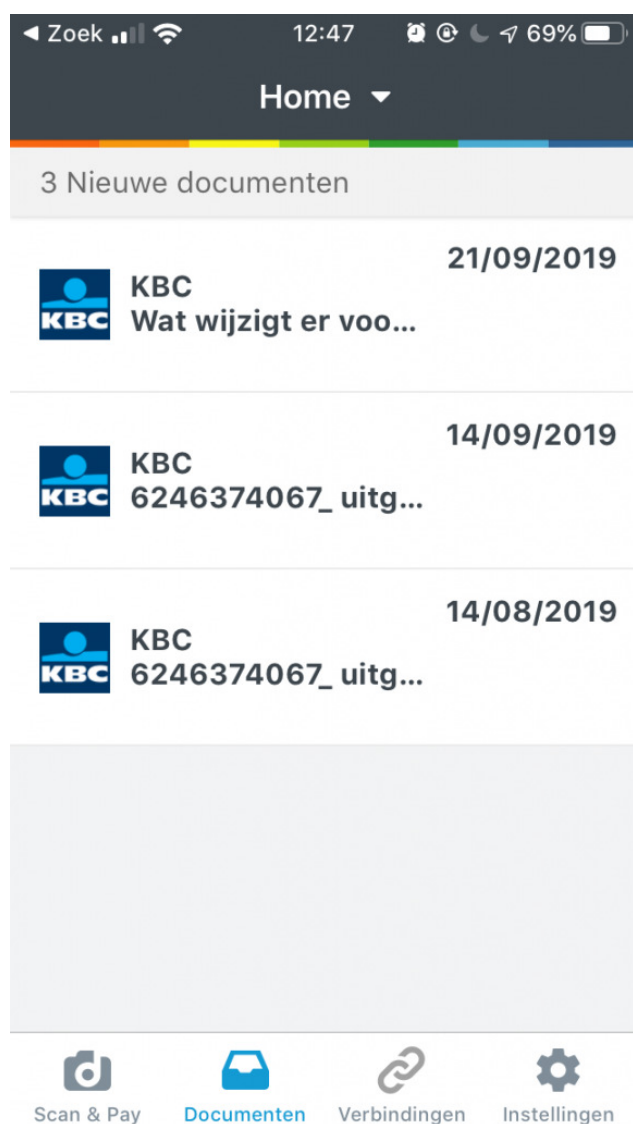 Zoek 12:47 69%
Home
3 Nieuwe documenten
21/09/2019
KBC
KBC
Wat wijzigt er voo...
14/09/2019
KBC
KBC
6246374067_ uitg...
14/08/2019
KBC
KBC
6246374067_ uitg...
Scan & Pay Documenten Verbindingen Instellingen